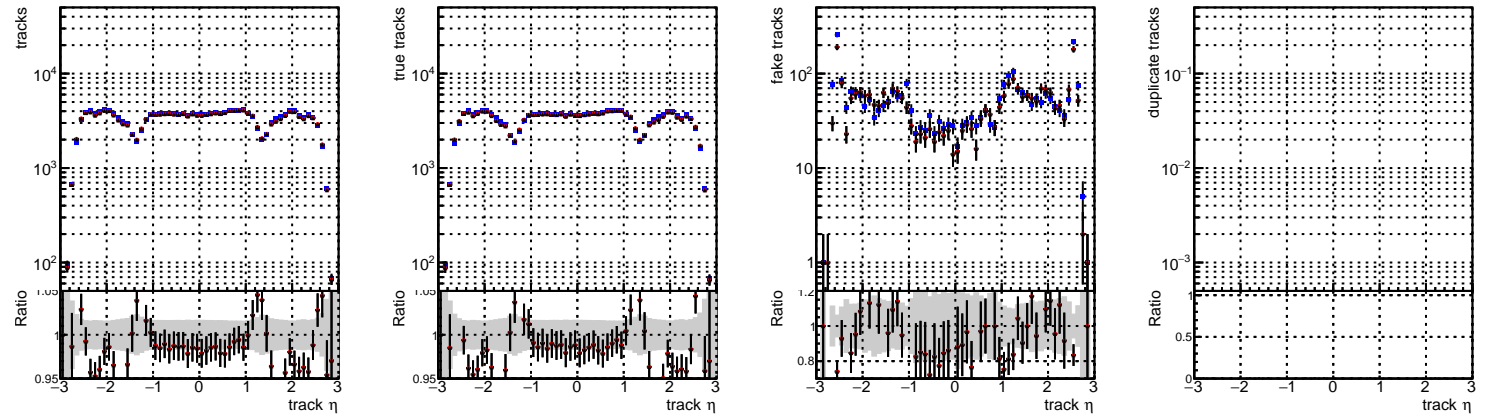 tracks
10^4
10^3
10^2
1.05
Ratio
1
0.95
−3 −2 −1 0 1 2 3
track η
true tracks
10^4
10^3
10^2
1.05
Ratio
1
0.95
−3 −2 −1 0 1 2 3
track η
fake tracks
10^2
10
1
1.2
Ratio
1
0.8
−3 −2 −1 0 1 2 3
track η
duplicate tracks
10^−1
10^−2
10^−3
Ratio
1
0.5
0
−3 −2 −1 0 1 2 3
track η